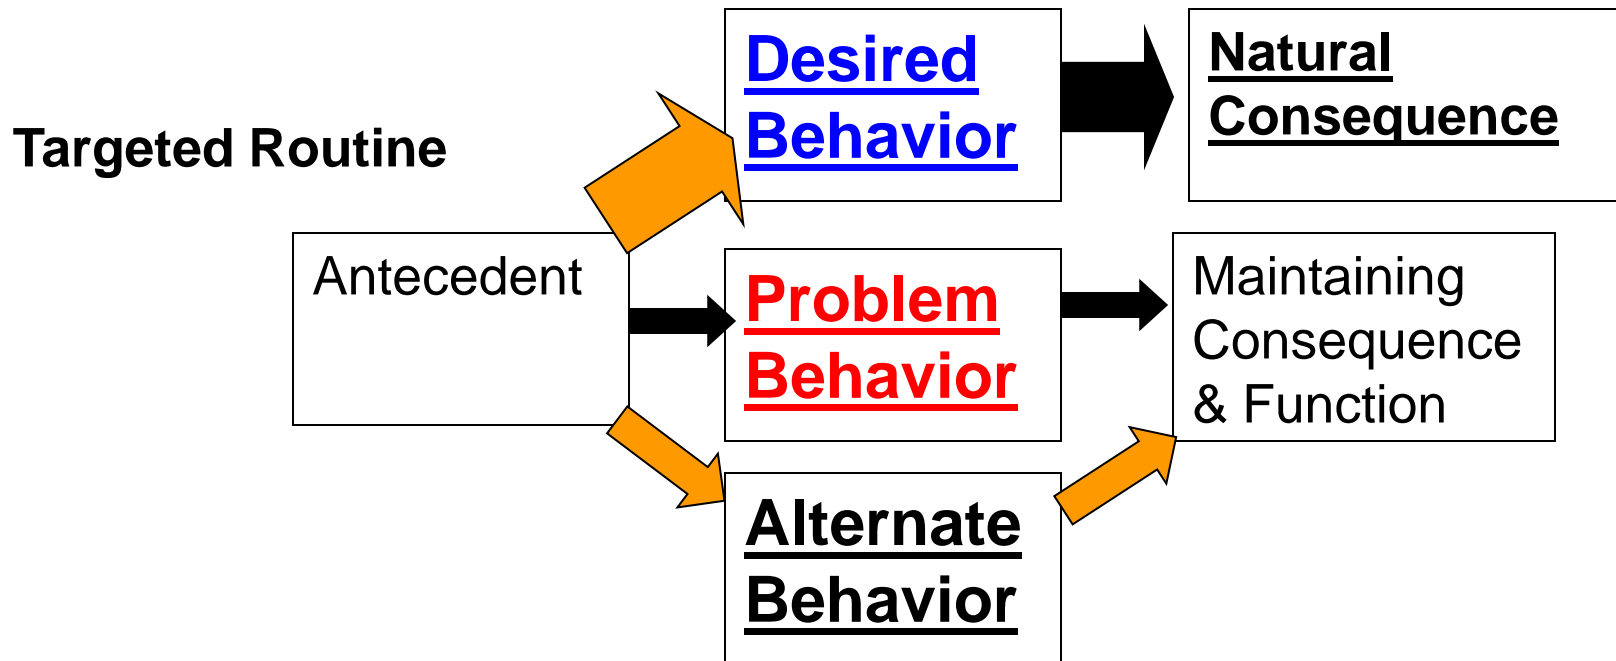 Targeted Routine
Desired
Behavior
Natural
Consequence
Antecedent
Problem
Behavior
Maintaining
Consequence
& Function
Alternate
Behavior